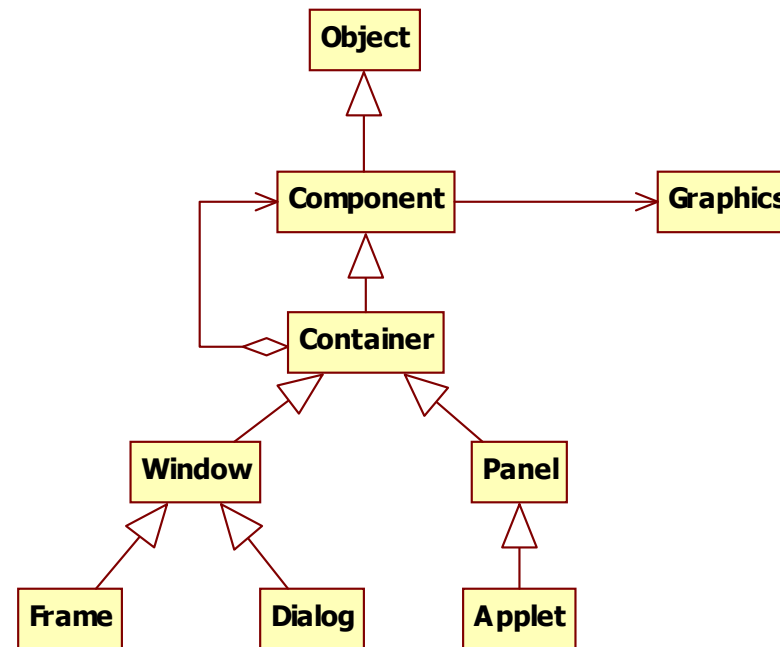 Object
Component
Graphics
Container
Window
Panel
Frame
Dialog
Applet